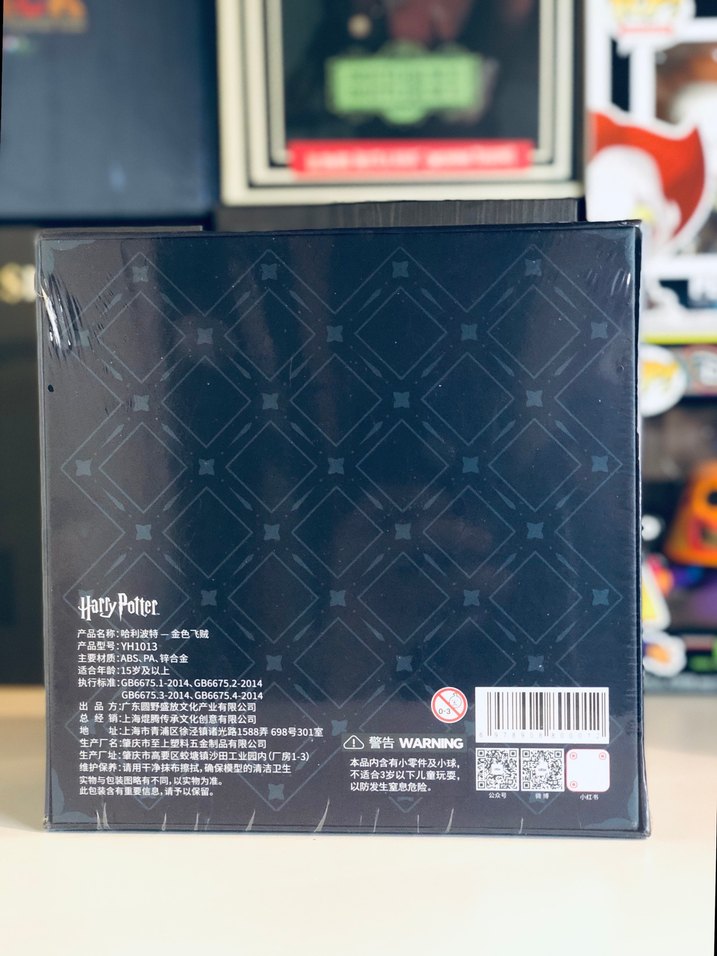 Harry Potter
产品名称：哈利波特 — 金色飞贼
产品型号：YH1013
主要材质：ABS、PA、锌合金
适合年龄：15岁及以上
执行标准：GB6675.1-2014、GB6675.2-2014
GB6675.3-2014、GB6675.4-2014
出 品 方：广东圆野盛放文化产业有限公司
总 经 销：上海焜腾传承文化创意有限公司
地 址：上海市青浦区徐泾镇诸光路1588弄 698号301室
生产厂名：肇庆市至上塑料五金制品有限公司
生产厂址：肇庆市高要区蛟塘镇沙田工业园内（厂房1-3）
维护保养：请用干净抹布擦拭，确保模型的清洁卫生
实物与包装图略有不同，以实物为准。
此包装含有重要信息，请予以保留。
0-3
警告 WARNING
本品内含有小零件及小球，
不适合3岁以下儿童玩耍，
以防发生窒息危险。
公众号
微 博
小红书